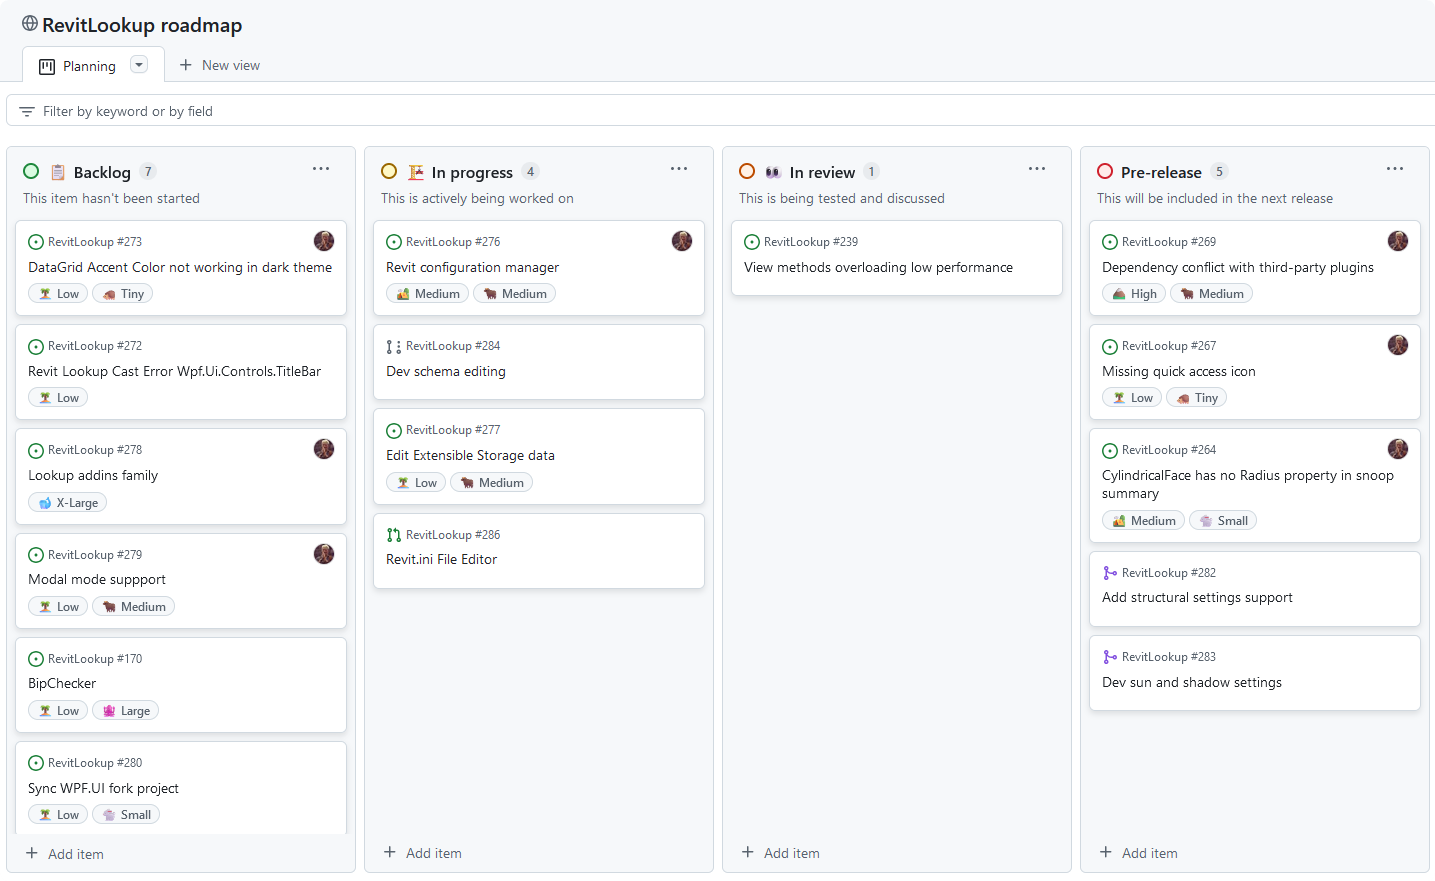 RevitLookup roadmap
Planning
New view
Filter by keyword or by field
Backlog 7
This item hasn't been started
RevitLookup #273
DataGrid Accent Color not working in dark theme
Low Tiny
RevitLookup #272
Revit Lookup Cast Error Wpf.Ui.Controls.TitleBar
Low
RevitLookup #278
Lookup addins family
X-Large
RevitLookup #279
Modal mode suppport
Low Medium
RevitLookup #170
BipChecker
Low Large
RevitLookup #280
Sync WPF.UI fork project
Low Small
Add item
In progress 4
This is actively being worked on
RevitLookup #276
Revit configuration manager
Medium Medium
RevitLookup #284
Dev schema editing
RevitLookup #277
Edit Extensible Storage data
Low Medium
RevitLookup #286
Revit.ini File Editor
Add item
In review 1
This is being tested and discussed
RevitLookup #239
View methods overloading low performance
Add item
Pre-release 5
This will be included in the next release
RevitLookup #269
Dependency conflict with third-party plugins
High Medium
RevitLookup #267
Missing quick access icon
Low Tiny
RevitLookup #264
CylindricalFace has no Radius property in snoop
summary
Medium Small
RevitLookup #282
Add structural settings support
RevitLookup #283
Dev sun and shadow settings
Add item